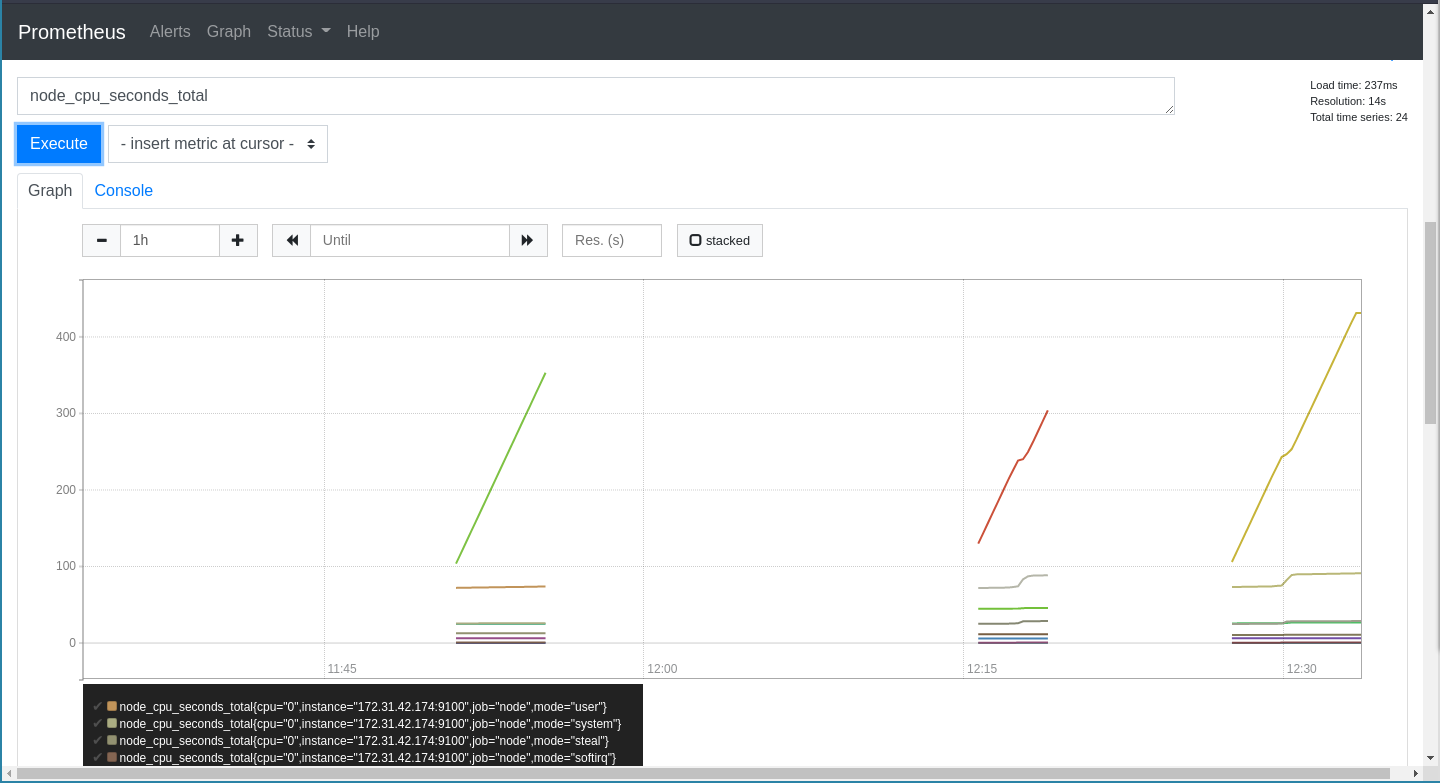 Prometheus Alerts Graph Status Help
node_cpu_seconds_total
Load time: 237ms
Resolution: 14s
Total time series: 24
Execute - insert metric at cursor -
Graph Console
1h Until Res. (s) stacked
400
300
200
100
0
11:45 12:00 12:15 12:30
✔ node_cpu_seconds_total{cpu="0",instance="172.31.42.174:9100",job="node",mode="user"}
✔ node_cpu_seconds_total{cpu="0",instance="172.31.42.174:9100",job="node",mode="system"}
✔ node_cpu_seconds_total{cpu="0",instance="172.31.42.174:9100",job="node",mode="steal"}
✔ node_cpu_seconds_total{cpu="0",instance="172.31.42.174:9100",job="node",mode="softirq"}